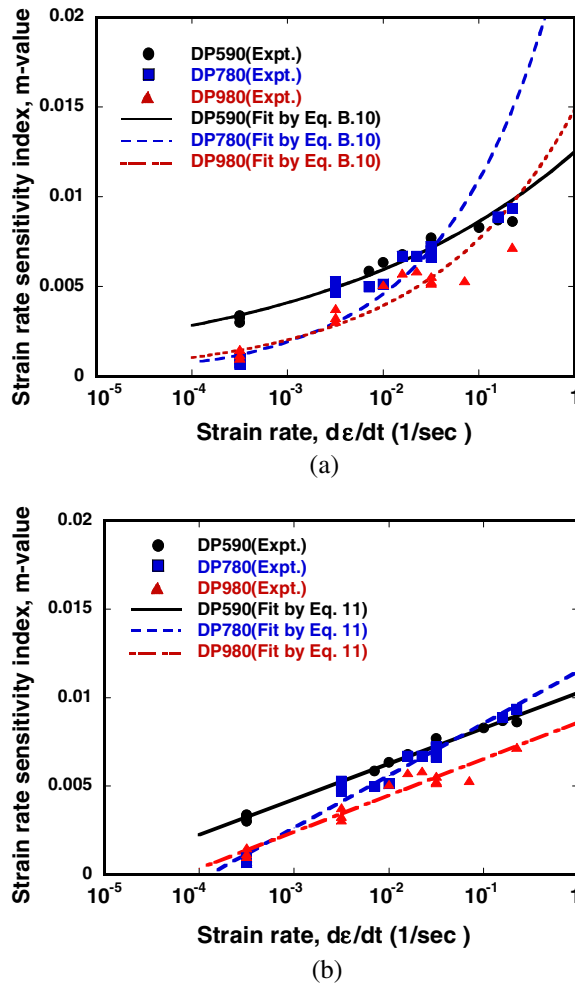 0.02
0.015
0.01
0.005
0
Strain rate sensitivity index, m-value
DP590(Expt.)
DP780(Expt.)
DP980(Expt.)
DP590(Fit by Eq. B.10)
DP780(Fit by Eq. B.10)
DP980(Fit by Eq. B.10)
10-5 10-4 10-3 10-2 10-1 1
Strain rate, dε/dt (1/sec )
(a)
0.02
0.015
0.01
0.005
0
Strain rate sensitivity index, m-value
DP590(Expt.)
DP780(Expt.)
DP980(Expt.)
DP590(Fit by Eq. 11)
DP780(Fit by Eq. 11)
DP980(Fit by Eq. 11)
10-5 10-4 10-3 10-2 10-1 1
Strain rate, dε/dt (1/sec )
(b)